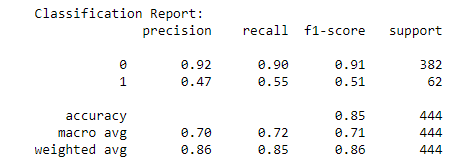 Classification Report:
precision recall f1-score support
0 0.92 0.90 0.91 382
1 0.47 0.55 0.51 62
accuracy 0.85 444
macro avg 0.70 0.72 0.71 444
weighted avg 0.86 0.85 0.86 444